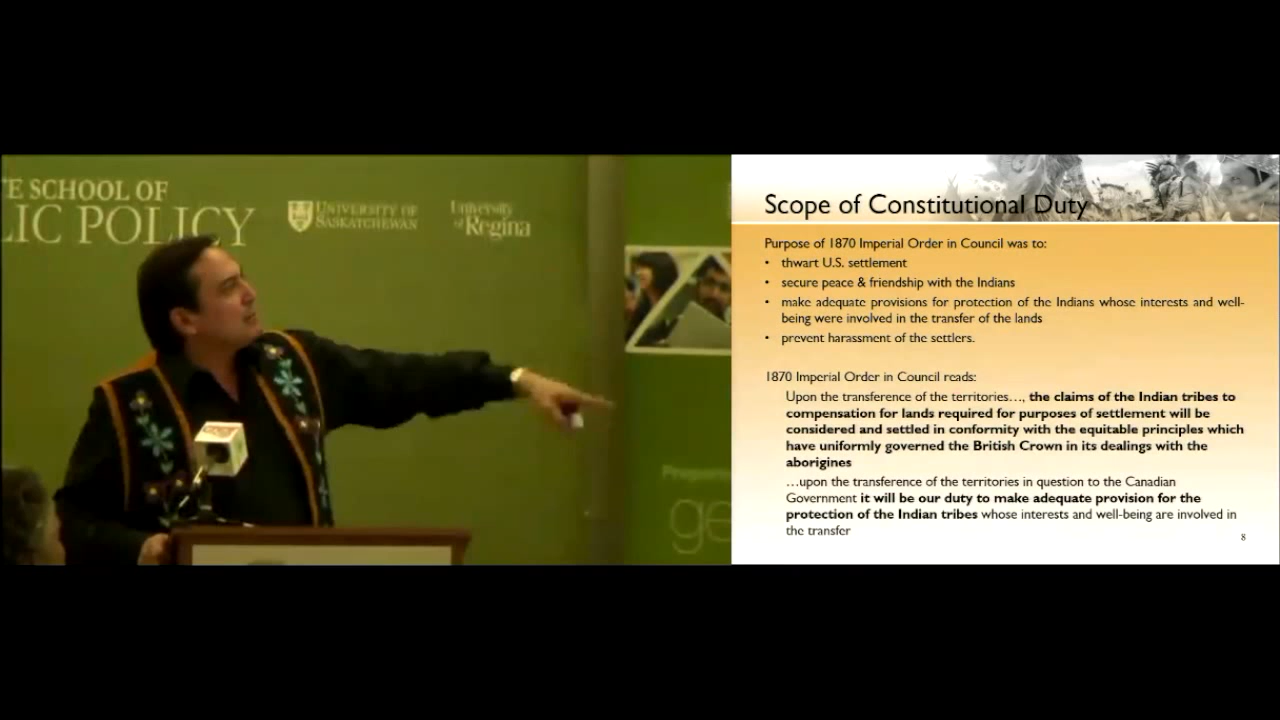 E SCHOOL OF
LIC POLICY
UNIVERSITY OF
SASKATCHEWAN
University
of Regina
Scope of Constitutional Duty
Purpose of 1870 Imperial Order in Council was to:
• thwart U.S. settlement
• secure peace & friendship with the Indians
• make adequate provisions for protection of the Indians whose interests and well-
being were involved in the transfer of the lands
• prevent harassment of the settlers.
1870 Imperial Order in Council reads:
Upon the transference of the territories…, the claims of the Indian tribes to
compensation for lands required for purposes of settlement will be
considered and settled in conformity with the equitable principles which
have uniformly governed the British Crown in its dealings with the
aborigines
…upon the transference of the territories in question to the Canadian
Government it will be our duty to make adequate provision for the
protection of the Indian tribes whose interests and well-being are involved in
the transfer
8